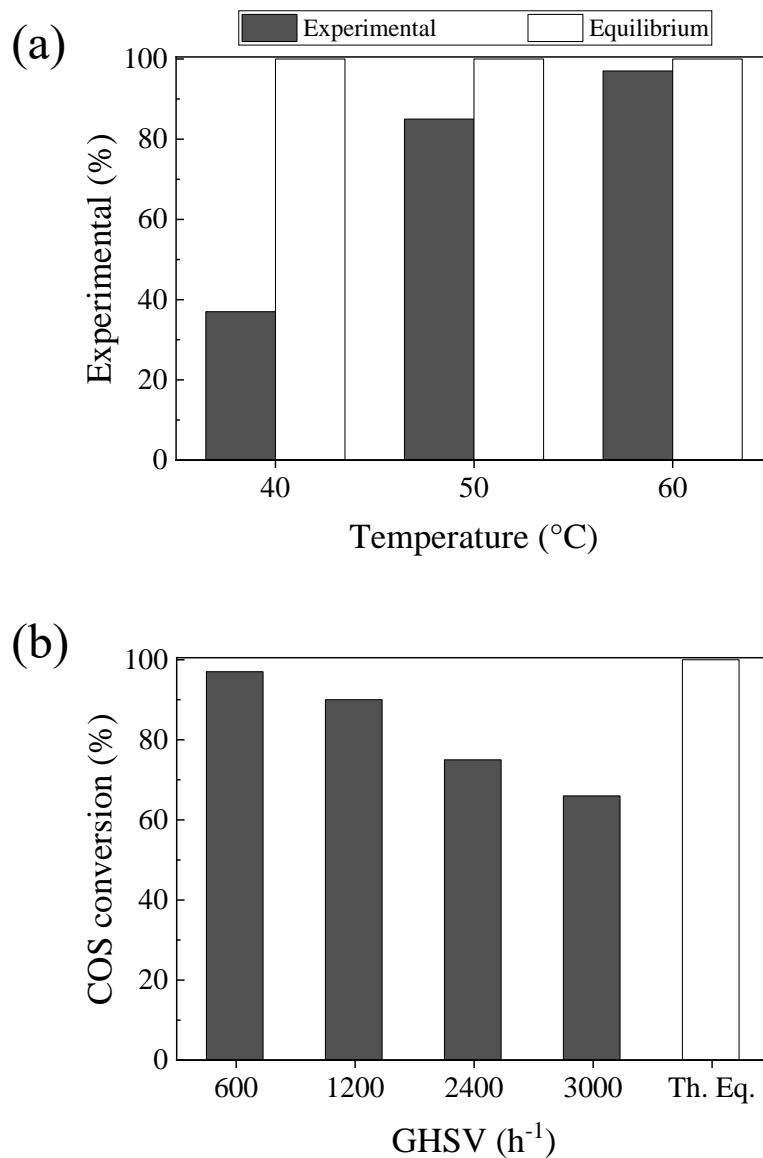 (a)
Experimental Equilibrium
100
80
60
40
20
0
Experimental (%)
40 50 60
Temperature (°C)
(b)
100
80
60
40
20
0
COS conversion (%)
600 1200 2400 3000 Th. Eq.
GHSV (h⁻¹)